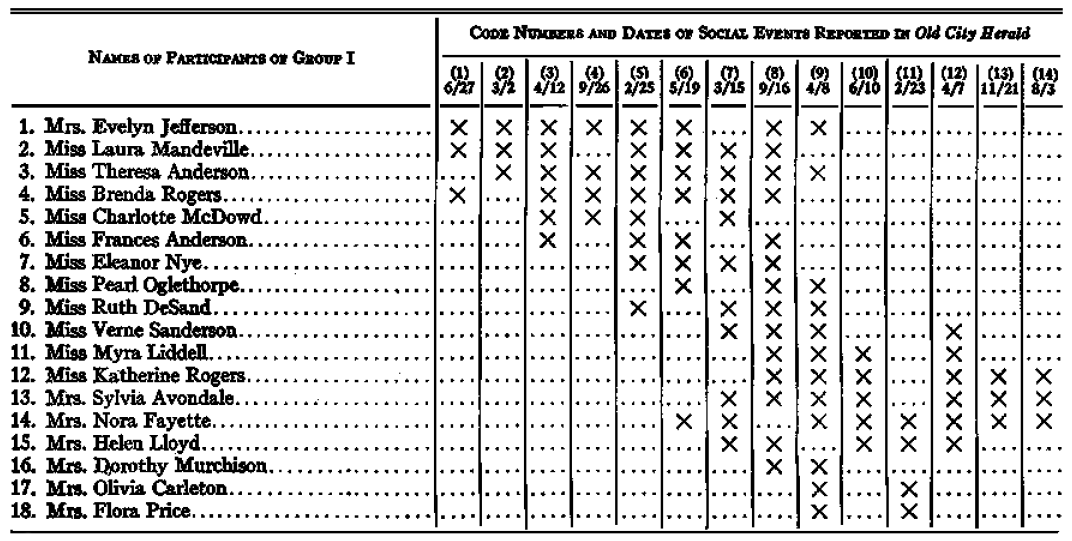 CODE NUMBERS AND DATES OF SOCIAL EVENTS REPORTED IN Old City Herald
NAMES OF PARTICIPANTS OF GROUP I
(1) (2) (3) (4) (5) (6) (7) (8) (9) (10) (11) (12) (13) (14)
6/27 3/2 4/12 9/26 2/25 5/19 3/15 9/16 4/8 6/10 2/23 4/7 11/21 8/3
1. Mrs. Evelyn Jefferson × × × × × × × ×
2. Miss Laura Mandeville × × × × × × ×
3. Miss Theresa Anderson × × × × × × × ×
4. Miss Brenda Rogers × × × × × × ×
5. Miss Charlotte McDowd × × × ×
6. Miss Frances Anderson × × × ×
7. Miss Eleanor Nye × × × ×
8. Miss Pearl Oglethorpe × × ×
9. Miss Ruth DeSand × × × ×
10. Miss Verne Sanderson × × × ×
11. Miss Myra Liddell × × × ×
12. Miss Katherine Rogers × × × × × ×
13. Mrs. Sylvia Avondale × × × × × × ×
14. Mrs. Nora Fayette × × × × × × × ×
15. Mrs. Helen Lloyd × × × × ×
16. Mrs. Dorothy Murchison × ×
17. Mrs. Olivia Carleton × ×
18. Mrs. Flora Price × ×